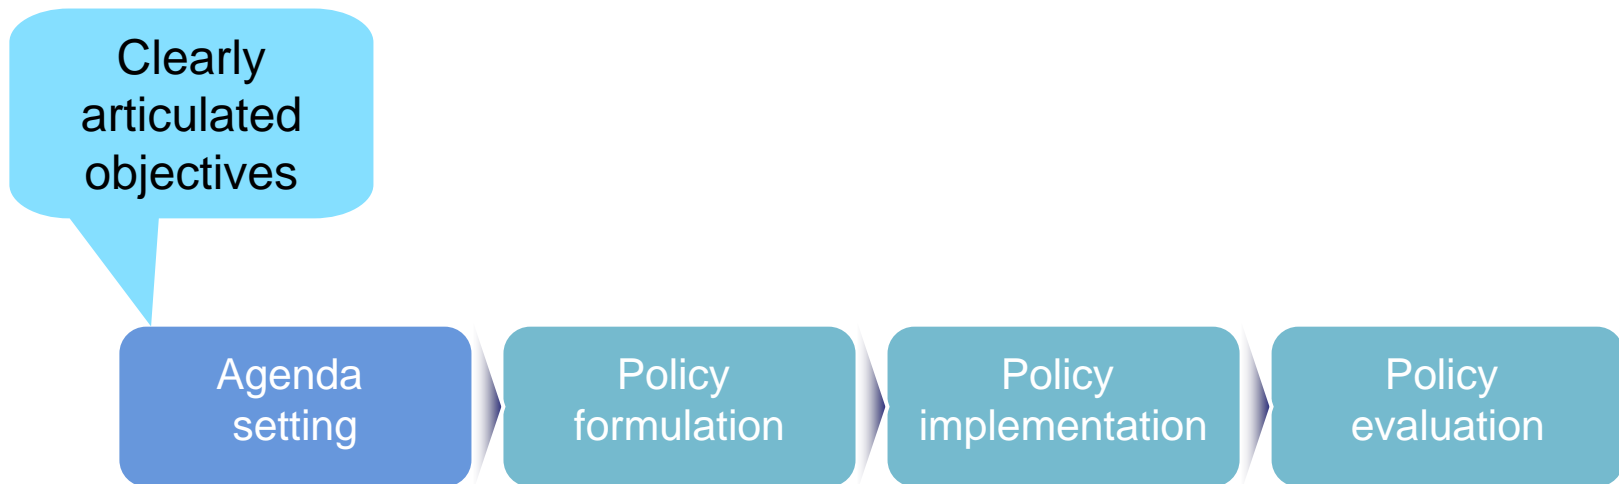 Clearly
articulated
objectives
Agenda
setting
Policy
formulation
Policy
implementation
Policy
evaluation